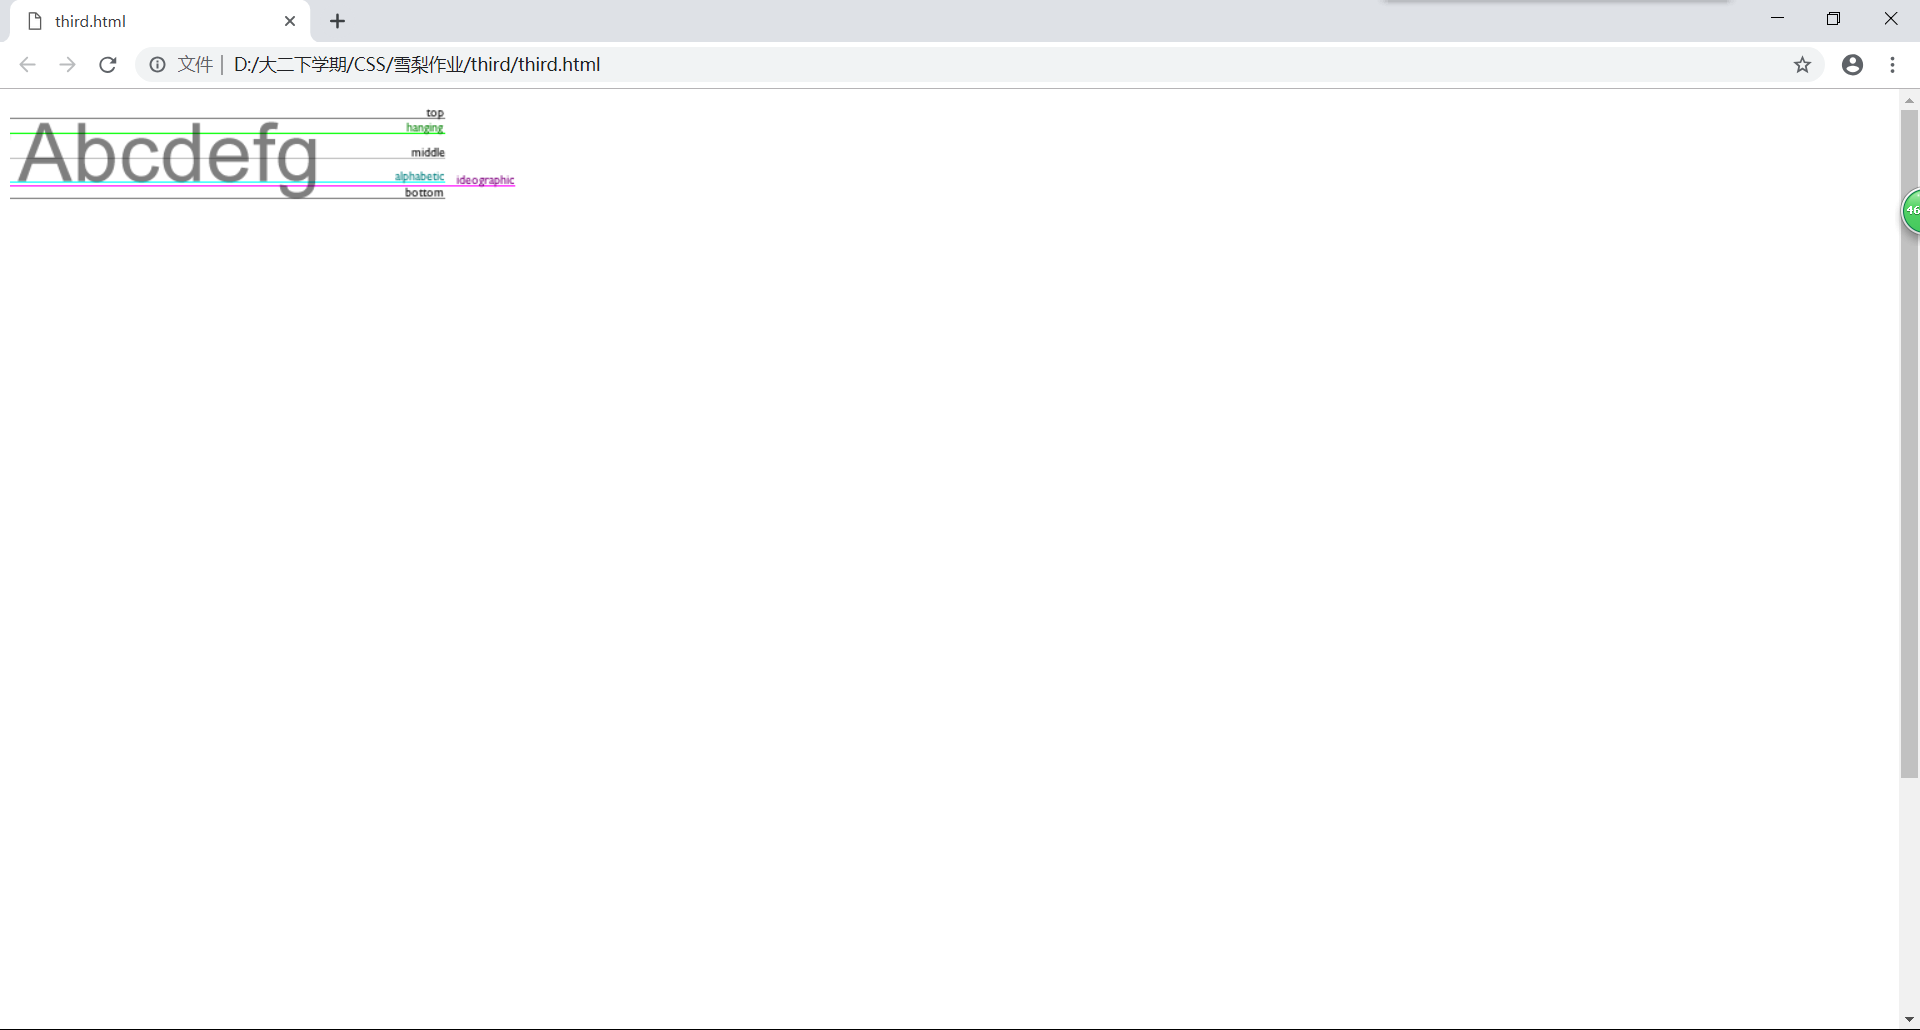 third.html
文件 D:/大二下学期/CSS/雪梨作业/third/third.html
top
hanging
Abcdefg
middle
alphabetic
ideographic
bottom
46